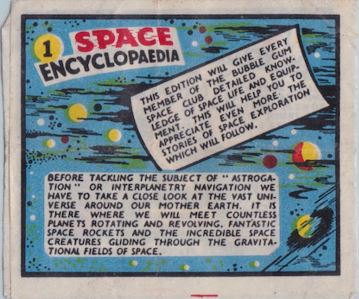 1
SPACE
ENCYCLOPAEDIA
THIS EDITION WILL GIVE EVERY
MEMBER OF THE BUBBLE GUM
SPACE CLUB DETAILED KNOW-
LEDGE OF SPACE LIFE AND EQUIP-
MENT. THIS WILL HELP YOU TO
APPRECIATE EVEN MORE THE
STORIES OF SPACE EXPLORATION
WHICH WILL FOLLOW.
BEFORE TACKLING THE SUBJECT OF "ASTROGA-
TION" OR INTERPLANETRY NAVIGATION WE
HAVE TO TAKE A CLOSE LOOK AT THE VAST UNI-
VERSE AROUND OUR MOTHER EARTH. IT IS
THERE WHERE WE WILL MEET COUNTLESS
PLANETS ROTATING AND REVOLVING, FANTASTIC
SPACE ROCKETS AND THE INCREDIBLE SPACE
CREATURES GLIDING THROUGH THE GRAVITA-
TIONAL FIELDS OF SPACE.